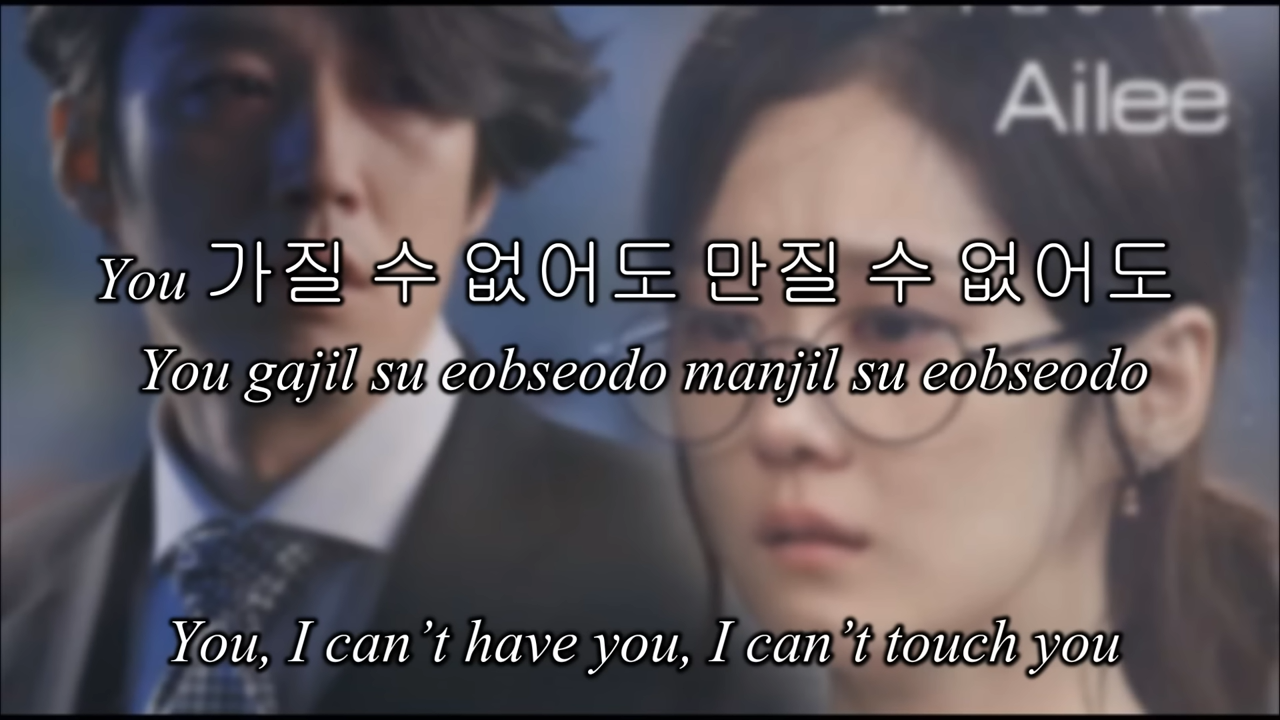 Ailee
You 가질 수 없어도 만질 수 없어도
You gajil su eobseodo manjil su eobseodo
You, I can’t have you, I can’t touch you